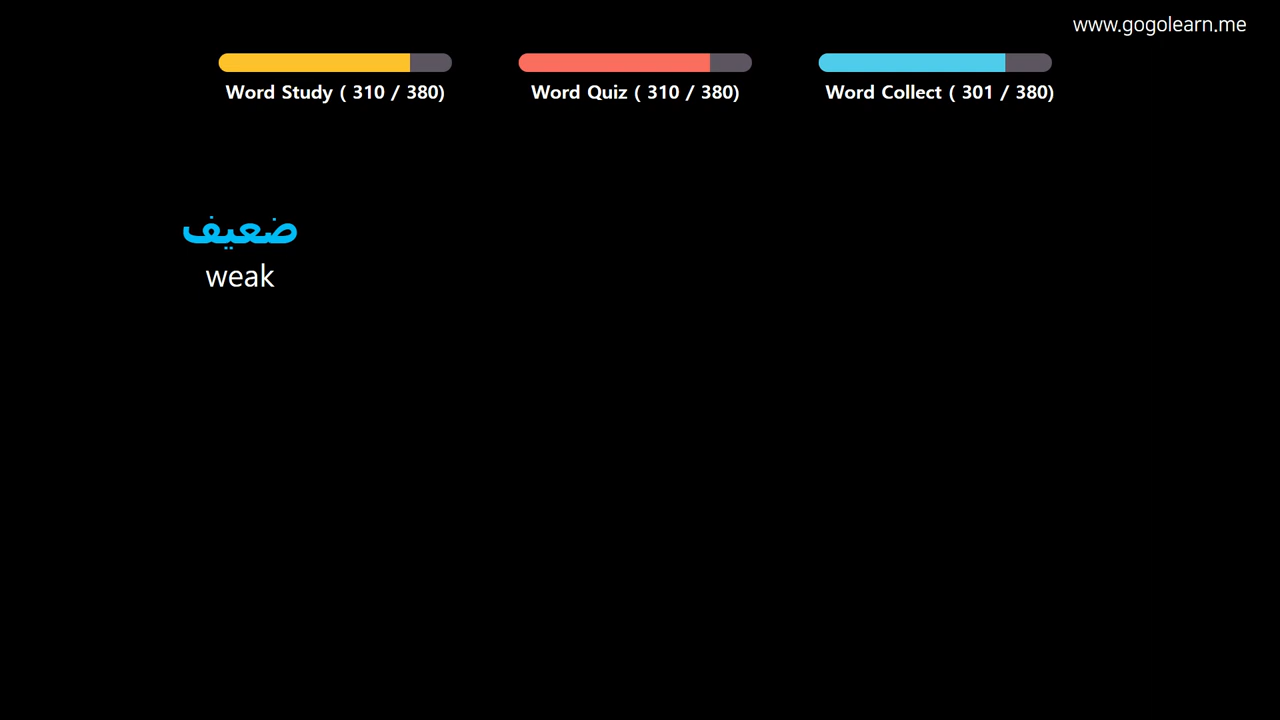 www.gogolearn.me
Word Study ( 310 / 380)
Word Quiz ( 310 / 380)
Word Collect ( 301 / 380)
ضعيف
weak